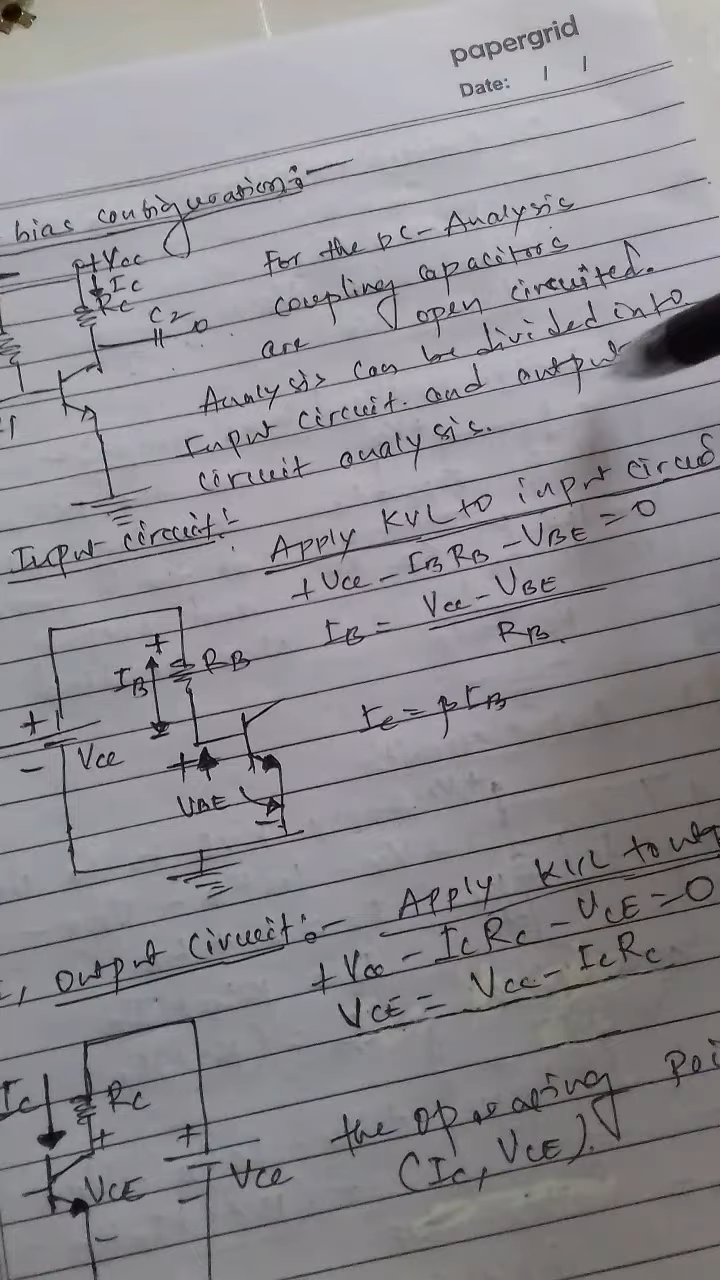 papergrid
Date: / /
bias configuration:-
+Vcc
Ic
Rc
C2
For the DC-Analysis
coupling capacitors
are open circuited.
Analysis can be divided into
Input circuit. and output
circuit analysis.
Input circuit:-
Apply KVL to input circuit
+Vcc - IBRB - VBE = 0
IB = Vcc - VBE
RB
+
IB
RB
Ic = βIB
+
-
Vcc
+
VBE
-
Output Circuit:-
Apply KVL to
+Vcc - IcRc - VCE = 0
VCE = Vcc - IcRc
Ic
Rc
+
VCE
-
+
-
Vcc
the operating
(Ic, VCE).